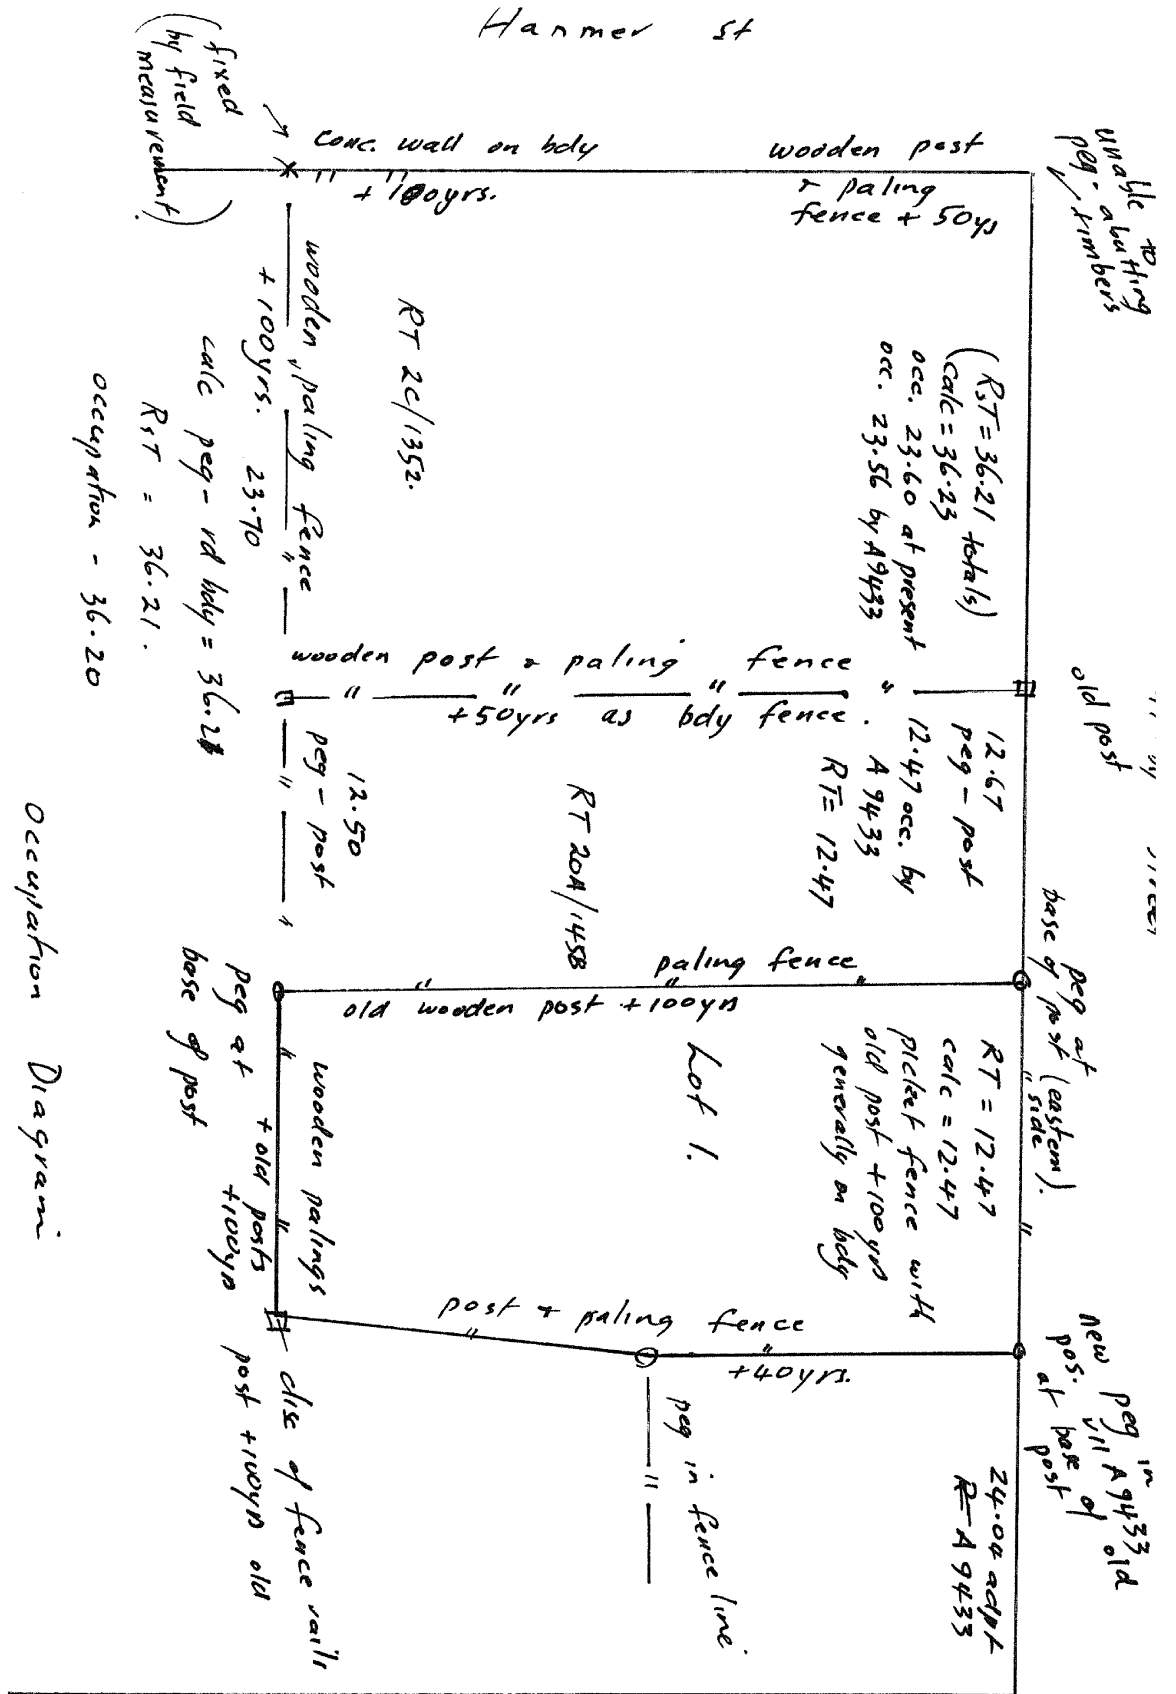 Hanmer St
(fixed
by field
measurement)
conc. wall on bdy
+ 100yrs.
wooden post
& paling
fence + 50ys
unable to
peg - abutting
timbers
wooden paling fence
+ 100yrs. 23.70
calc peg - rd bdy = 36.21
RsT = 36.21.
occupation - 36.20
RT 2C/1352.
(RsT = 36.21 totals)
(calc = 36.23
occ. 23.60 at present
occ. 23.56 by A9433
wooden post & paling fence
+50yrs as bdy fence.
old post
street
12.67
peg - post
12.47 occ. by
A 9433
RT= 12.47
12.50
peg - post
RT 20A/1458
paling fence
old wooden post +100yrs
peg at
base of post (eastern
side).
peg at
base of post
wooden palings
+ old posts
+100yrs
Lot 1.
RT = 12.47
calc = 12.47
picket fence with
old post +100yrs
generally on bdy
post + paling fence
+40yrs.
new peg in
pos. A9433
at base of old
post
disc of fence rails
post +100yrs old
peg in fence line
24.04 adpt
A 9433
Occupation Diagram